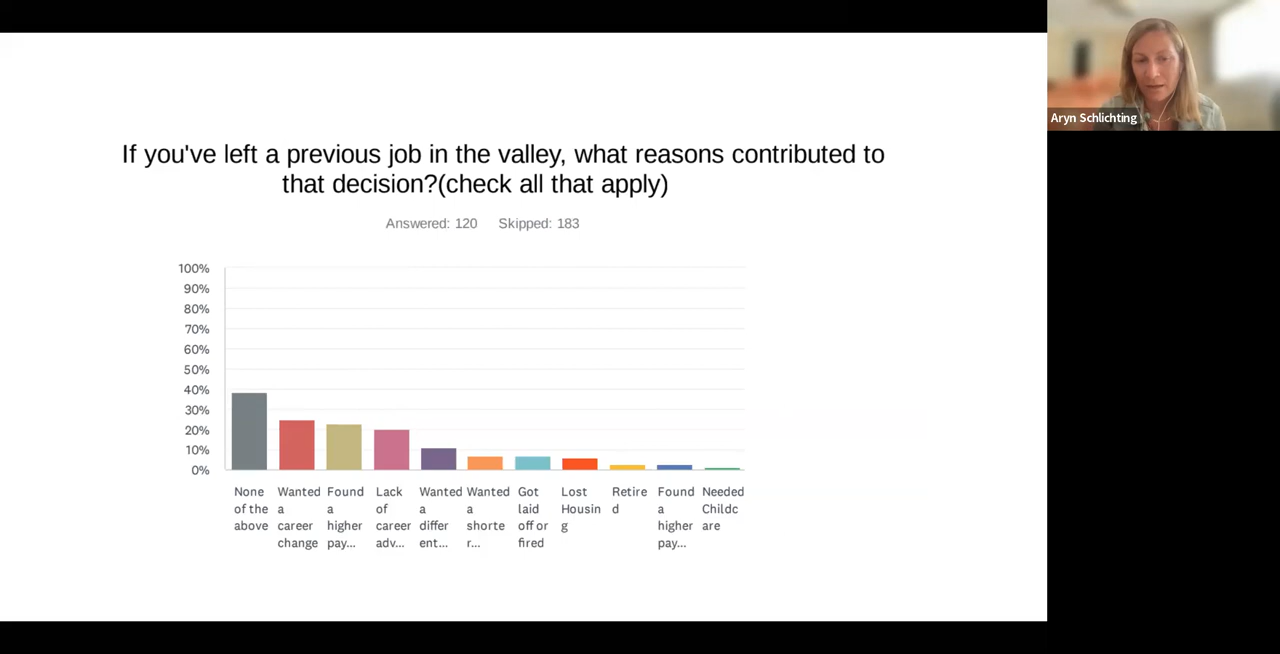 Aryn Schlichting
If you've left a previous job in the valley, what reasons contributed to
that decision?(check all that apply)
Answered: 120 Skipped: 183
100%
90%
80%
70%
60%
50%
40%
30%
20%
10%
0%
None
of the
above
Wanted
a
career
change
Found
a
higher
pay...
Lack
of
career
adv...
Wanted
a
differ
ent...
Wanted
a
shorte
r...
Got
laid
off or
fired
Lost
Housin
g
Retire
d
Found
a
higher
pay...
Needed
Childc
are